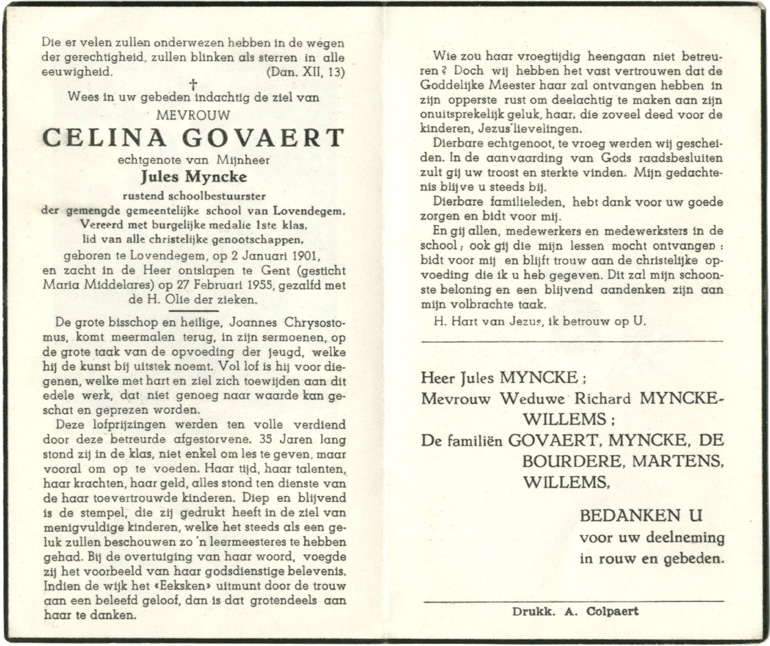 Die er velen zullen onderwezen hebben in de wegen
der gerechtigheid, zullen blinken als sterren in alle
eeuwigheid. (Dan. XII, 13)
†
Wees in uw gebeden indachtig de ziel van
MEVROUW
CELINA GOVAERT
echtgenote van Mijnheer
Jules Myncke
rustend schoolbestuurster
der gemengde gemeentelijke school van Lovendegem.
Vereerd met burgelijke medalie 1ste klas,
lid van alle christelijke genootschappen,
geboren te Lovendegem, op 2 Januari 1901,
en zacht in de Heer ontslapen te Gent (gesticht
Maria Middelares) op 27 Februari 1955, gezalfd met
de H. Olie der zieken.
De grote bisschop en heilige, Joannes Chrysosto-
mus, komt meermalen terug, in zijn sermoenen, op
de grote taak van de opvoeding der jeugd, welke
hij de kunst bij uitstek noemt. Vol lof is hij voor die-
genen, welke met hart en ziel zich toewijden aan dit
edele werk, dat niet genoeg naar waarde kan ge-
schat en geprezen worden.
Deze lofprijzingen werden ten volle verdiend
door deze betreurde afgestorvene. 35 Jaren lang
stond zij in de klas, niet enkel om les te geven, maar
vooral om op te voeden. Haar tijd, haar talenten,
haar krachten, haar geld, alles stond ten dienste van
de haar toevertrouwde kinderen. Diep en blijvend
is de stempel, die zij gedrukt heeft in de ziel van
menigvuldige kinderen, welke het steeds als een ge-
luk zullen beschouwen zo 'n leermeesteres te hebben
gehad. Bij de overtuiging van haar woord, voegde
zij het voorbeeld van haar godsdienstige belevenis.
Indien de wijk het «Eeksken» uitmunt door de trouw
aan een beleefd geloof, dan is dat grotendeels aan
haar te danken.
Wie zou haar vroegtijdig heengaan niet betreu-
ren? Doch wij hebben het vast vertrouwen dat de
Goddelijke Meester haar zal ontvangen hebben in
zijn opperste rust om deelachtig te maken aan zijn
onuitsprekelijk geluk, haar, die zoveel deed voor de
kinderen, Jezus'lievelingen.
Dierbare echtgenoot, te vroeg werden wij geschei-
den. In de aanvaarding van Gods raadsbesluiten
zult gij uw troost en sterkte vinden. Mijn gedachte-
nis blijve u steeds bij.
Dierbare familieleden, hebt dank voor uw goede
zorgen en bidt voor mij.
En gij allen, medewerkers en medewerksters in de
school; ook gij die mijn lessen mocht ontvangen:
bidt voor mij en blijft trouw aan de christelijke op-
voeding die ik u heb gegeven. Dit zal mijn schoon-
ste beloning en een blijvend aandenken zijn aan
mijn volbrachte taak.
H. Hart van Jezus, ik betrouw op U.
Heer Jules MYNCKE;
Mevrouw Weduwe Richard MYNCKE-
WILLEMS;
De familiën GOVAERT, MYNCKE, DE
BOURDERE, MARTENS,
WILLEMS,
BEDANKEN U
voor uw deelneming
in rouw en gebeden.
Drukk. A. Colpaert